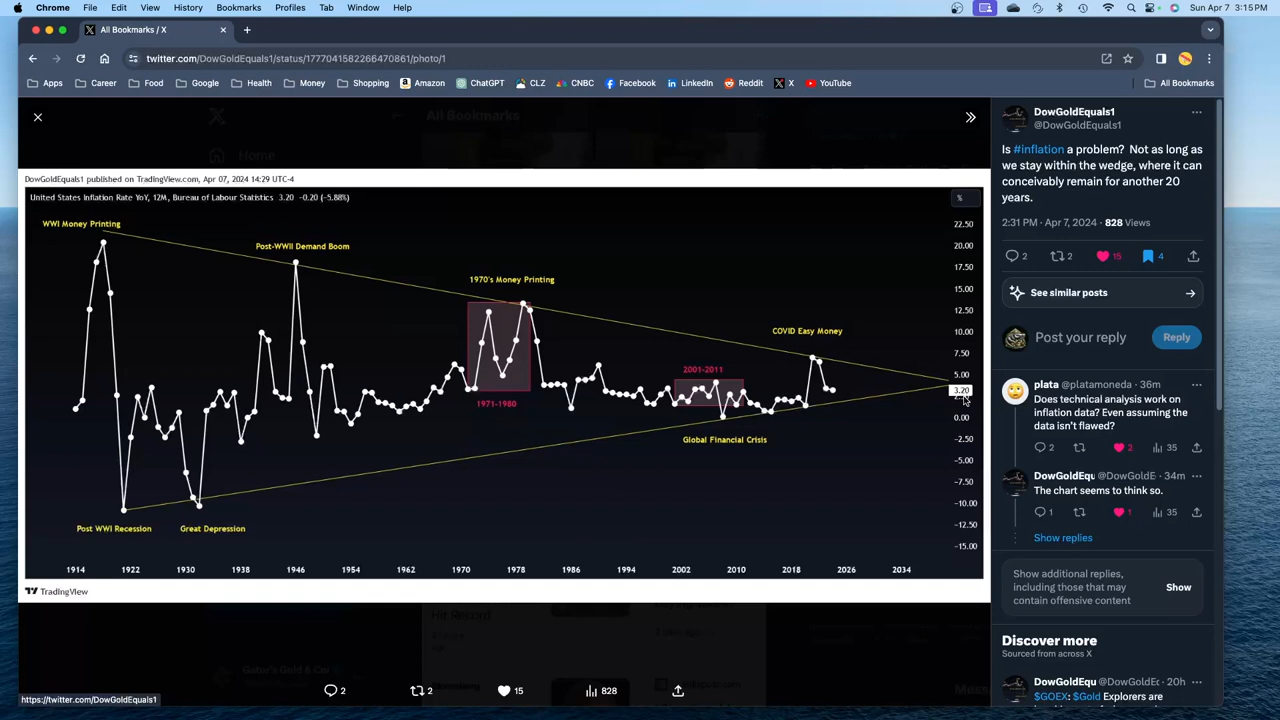 Chrome File Edit View History Bookmarks Profiles Tab Window Help
Sun Apr 7 3:15PM
All Bookmarks / X
twitter.com/DowGoldEquals1/status/1777041582266470861/photo/1
Apps Career Food Google Health Money Shopping Amazon ChatGPT CLZ CNBC Facebook LinkedIn Reddit X YouTube
All Bookmarks
All Bookmarks
Home
DowGoldEquals1 published on TradingView.com, Apr 07, 2024 14:29 UTC-4
United States Inflation Rate YoY, 12M, Bureau of Labour Statistics 3.20 -0.20 (-5.88%)
%
WWI Money Printing
Post-WWII Demand Boom
1970's Money Printing
COVID Easy Money
2001-2011
1971-1980
Global Financial Crisis
Post WWI Recession
Great Depression
22.50
20.00
17.50
15.00
12.50
10.00
7.50
5.00
3.20
0.00
-2.50
-5.00
-7.50
-10.00
-12.50
-15.00
1914 1922 1930 1938 1946 1954 1962 1970 1978 1986 1994 2002 2010 2018 2026 2034
TradingView
2 2 15 828
https://twitter.com/DowGoldEquals1
DowGoldEquals1
@DowGoldEquals1
Is #inflation a problem? Not as long as
we stay within the wedge, where it can
conceivably remain for another 20
years.
2:31 PM · Apr 7, 2024 · 828 Views
2 2 15 4
See similar posts
Post your reply
Reply
plata @platamoneda · 36m
Does technical analysis work on
inflation data? Even assuming the
data isn't flawed?
2 2 35
DowGoldEqu @DowGoldE · 34m
The chart seems to think so.
1 1 35
Show replies
Show additional replies,
including those that may
contain offensive content
Show
Discover more
Sourced from across X
DowGoldEqu @DowGoldEc · 20h
$GOEX: $Gold Explorers are